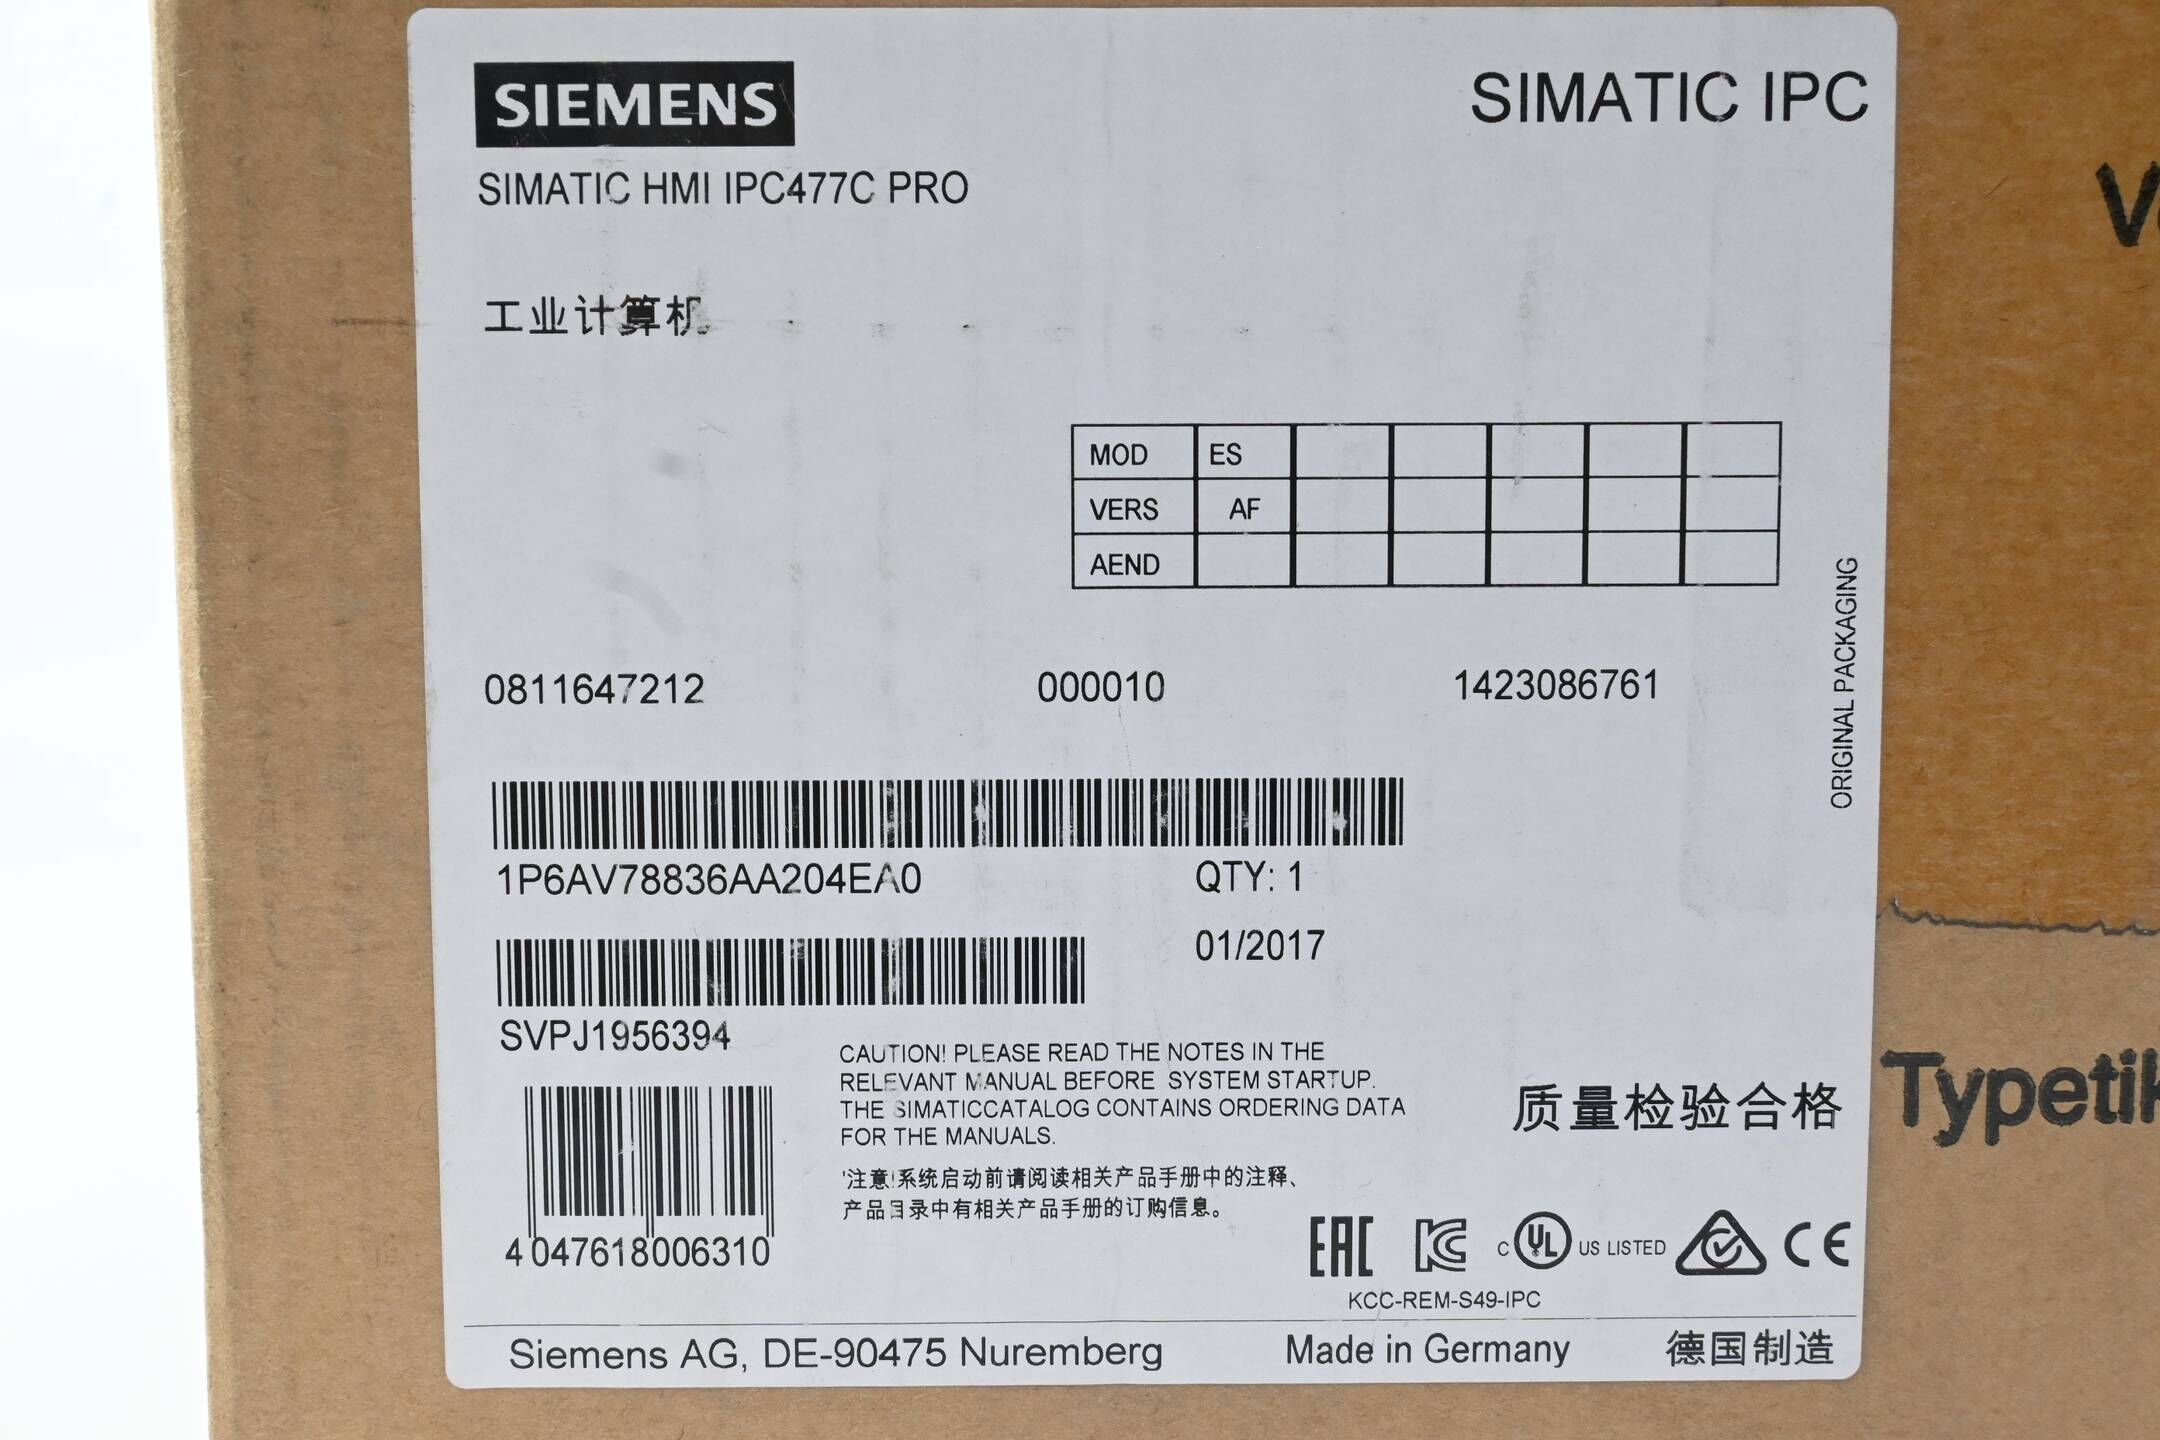 SIEMENS
SIMATIC IPC
SIMATIC HMI IPC477C PRO
工业计算机
MOD ES
VERS AF
AEND
ORIGINAL PACKAGING
0811647212 000010 1423086761
1P6AV78836AA204EA0 QTY: 1
01/2017
SVPJ1956394
CAUTION! PLEASE READ THE NOTES IN THE
RELEVANT MANUAL BEFORE SYSTEM STARTUP.
THE SIMATICCATALOG CONTAINS ORDERING DATA
FOR THE MANUALS.
质量检验合格
Typetik
'注意!系统启动前请阅读相关产品手册中的注释、
产品目录中有相关产品手册的订购信息。
4 047618 006310
EAC KC C UL US LISTED CE
KCC-REM-S49-IPC
Siemens AG, DE-90475 Nuremberg Made in Germany 德国制造